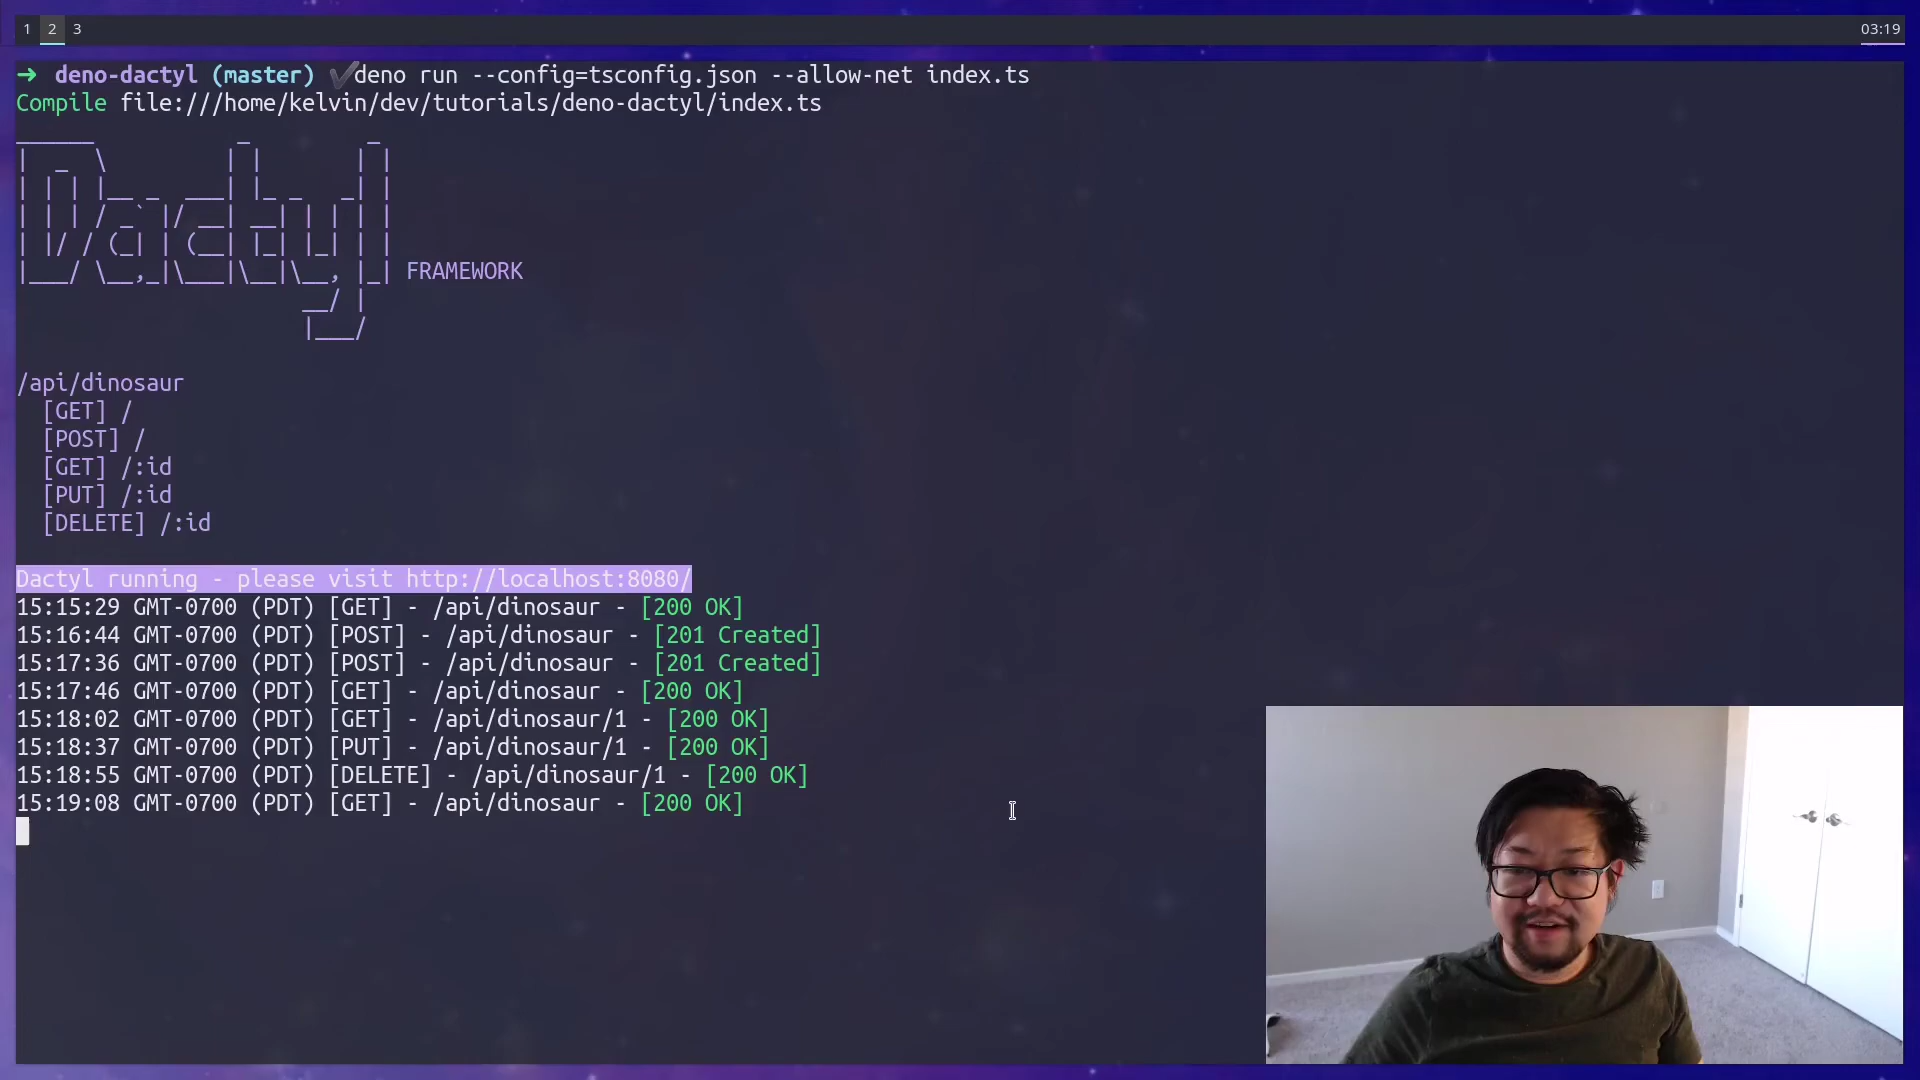 1 2 3 03:19
➜ deno-dactyl (master) ✔deno run --config=tsconfig.json --allow-net index.ts
Compile file:///home/kelvin/dev/tutorials/deno-dactyl/index.ts
Dactyl FRAMEWORK
/api/dinosaur
[GET] /
[POST] /
[GET] /:id
[PUT] /:id
[DELETE] /:id
Dactyl running - please visit http://localhost:8080/
15:15:29 GMT-0700 (PDT) [GET] - /api/dinosaur - [200 OK]
15:16:44 GMT-0700 (PDT) [POST] - /api/dinosaur - [201 Created]
15:17:36 GMT-0700 (PDT) [POST] - /api/dinosaur - [201 Created]
15:17:46 GMT-0700 (PDT) [GET] - /api/dinosaur - [200 OK]
15:18:02 GMT-0700 (PDT) [GET] - /api/dinosaur/1 - [200 OK]
15:18:37 GMT-0700 (PDT) [PUT] - /api/dinosaur/1 - [200 OK]
15:18:55 GMT-0700 (PDT) [DELETE] - /api/dinosaur/1 - [200 OK]
15:19:08 GMT-0700 (PDT) [GET] - /api/dinosaur - [200 OK]